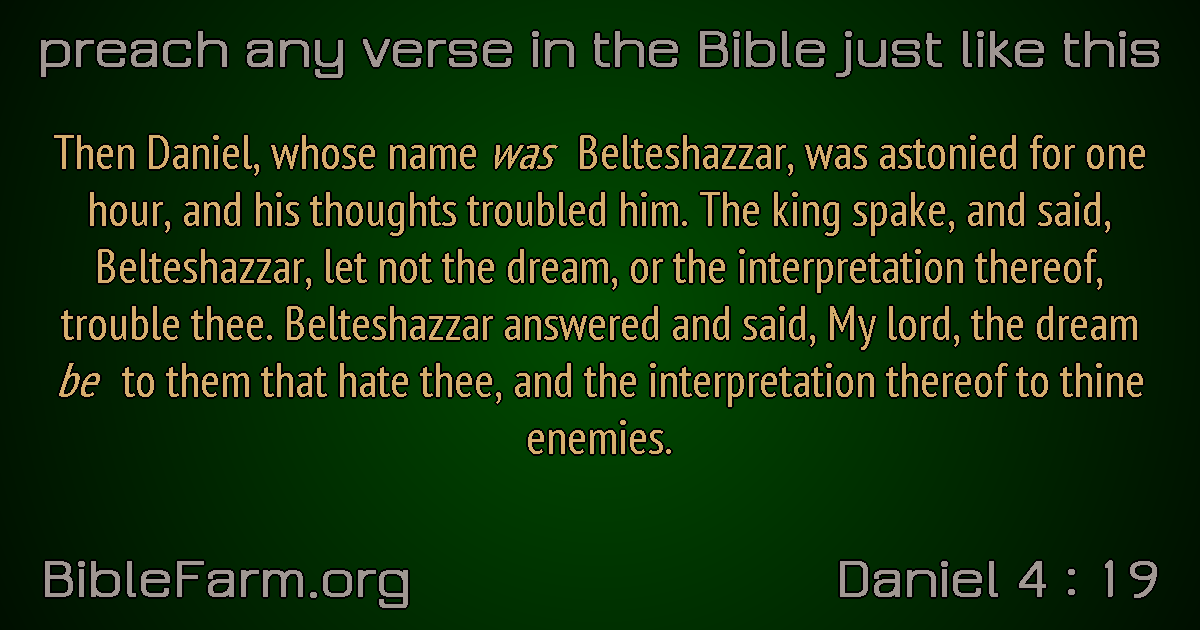 preach any verse in the Bible just like this
Then Daniel, whose name was Belteshazzar, was astonied for one
hour, and his thoughts troubled him. The king spake, and said,
Belteshazzar, let not the dream, or the interpretation thereof,
trouble thee. Belteshazzar answered and said, My lord, the dream
be to them that hate thee, and the interpretation thereof to thine
enemies.
BibleFarm.org
Daniel 4 : 19